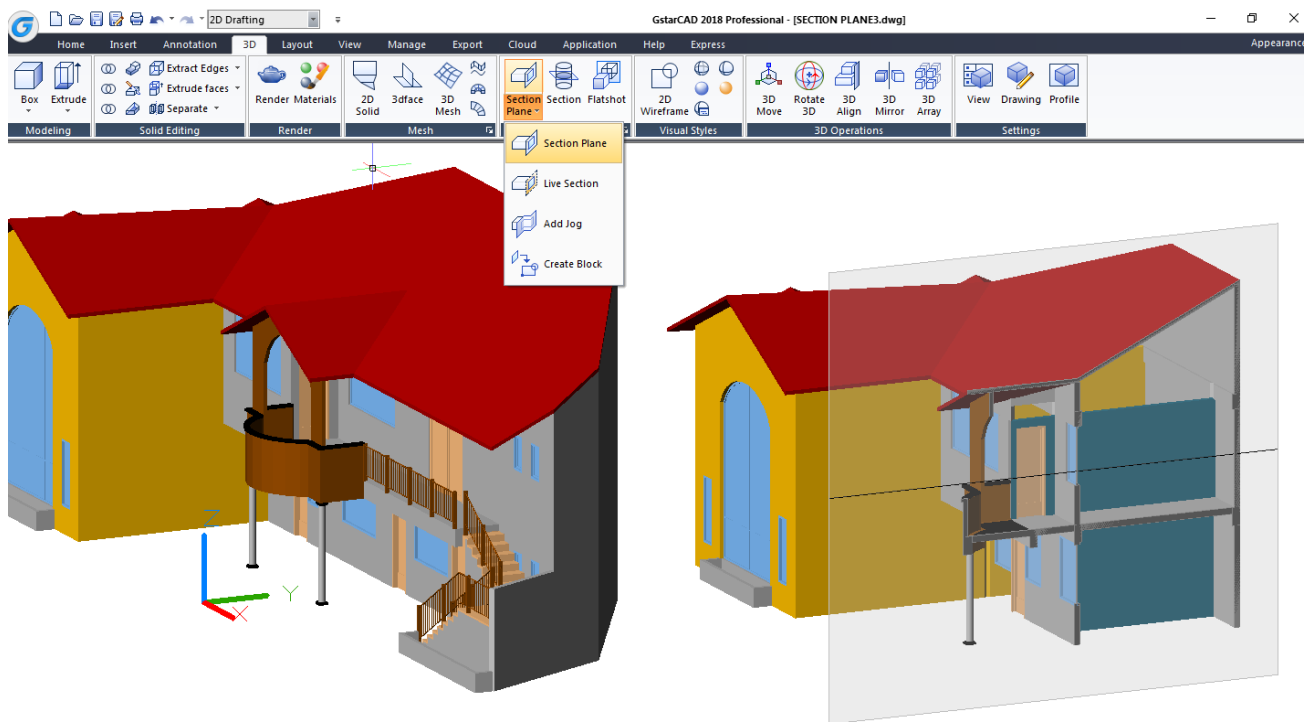 2D Drafting
GstarCAD 2018 Professional - [SECTION PLANE3.dwg]
Home Insert Annotation 3D Layout View Manage Export Cloud Application Help Express Appearance
Box
Extrude
Modeling
Extract Edges
Extrude faces
Separate
Solid Editing
Render
Materials
Render
2D
Solid
3dface
3D
Mesh
Mesh
Section
Plane
Section
Flatshot
2D
Wireframe
Visual Styles
3D
Move
Rotate
3D
3D
Align
3D
Mirror
3D
Array
3D Operations
View
Drawing
Profile
Settings
Section Plane
Live Section
Add Jog
Create Block
Z
Y
X